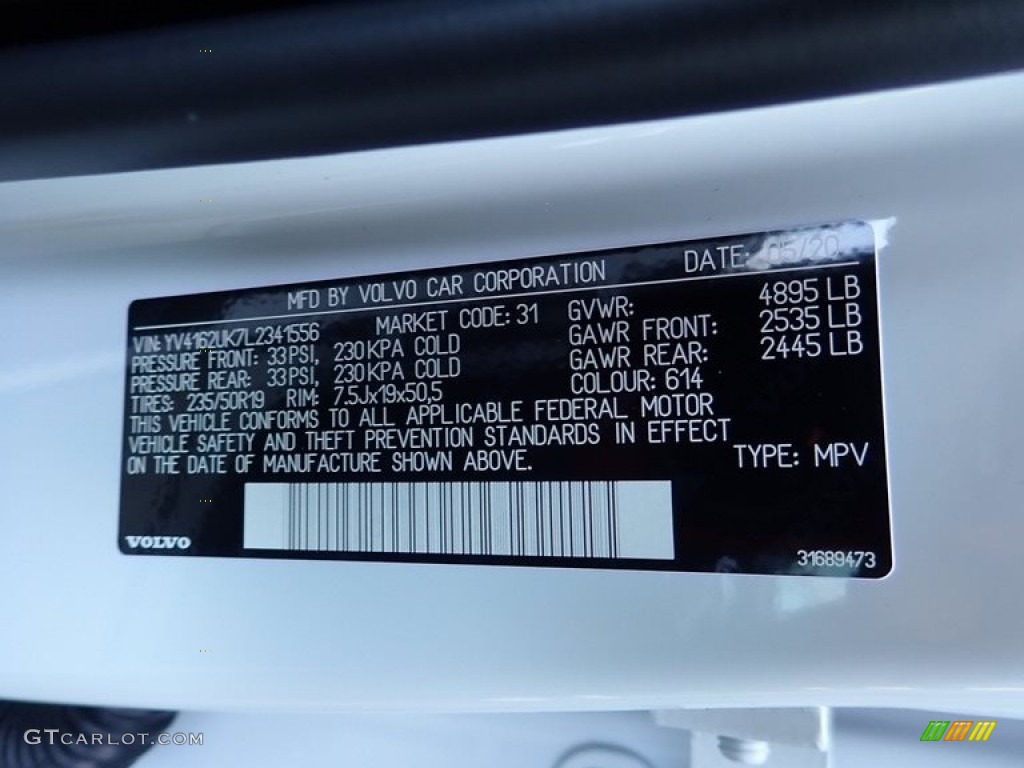 MFD BY VOLVO CAR CORPORATION DATE: 05/20
VIN: YV4162UK7L2341556 MARKET CODE: 31 GVWR: 4895 LB
PRESSURE FRONT: 33 PSI, 230 KPA COLD GAWR FRONT: 2535 LB
PRESSURE REAR: 33 PSI, 230 KPA COLD GAWR REAR: 2445 LB
TIRES: 235/50R19 RIM: 7.5Jx19x50,5 COLOUR: 614
THIS VEHICLE CONFORMS TO ALL APPLICABLE FEDERAL MOTOR
VEHICLE SAFETY AND THEFT PREVENTION STANDARDS IN EFFECT
ON THE DATE OF MANUFACTURE SHOWN ABOVE. TYPE: MPV
VOLVO 31689473
GTCARLOT.COM